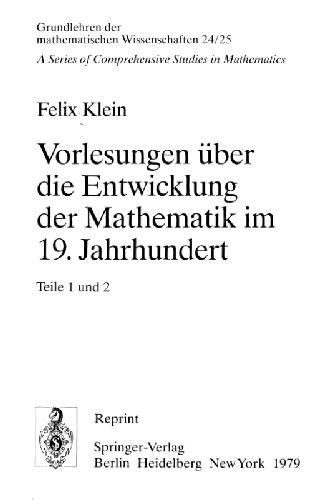 Grundlehren der
mathematischen Wissenschaften 24/25
A Series of Comprehensive Studies in Mathematics
Felix Klein
Vorlesungen über
die Entwicklung
der Mathematik im
19. Jahrhundert
Teile 1 und 2
Reprint
Springer-Verlag
Berlin Heidelberg New York 1979